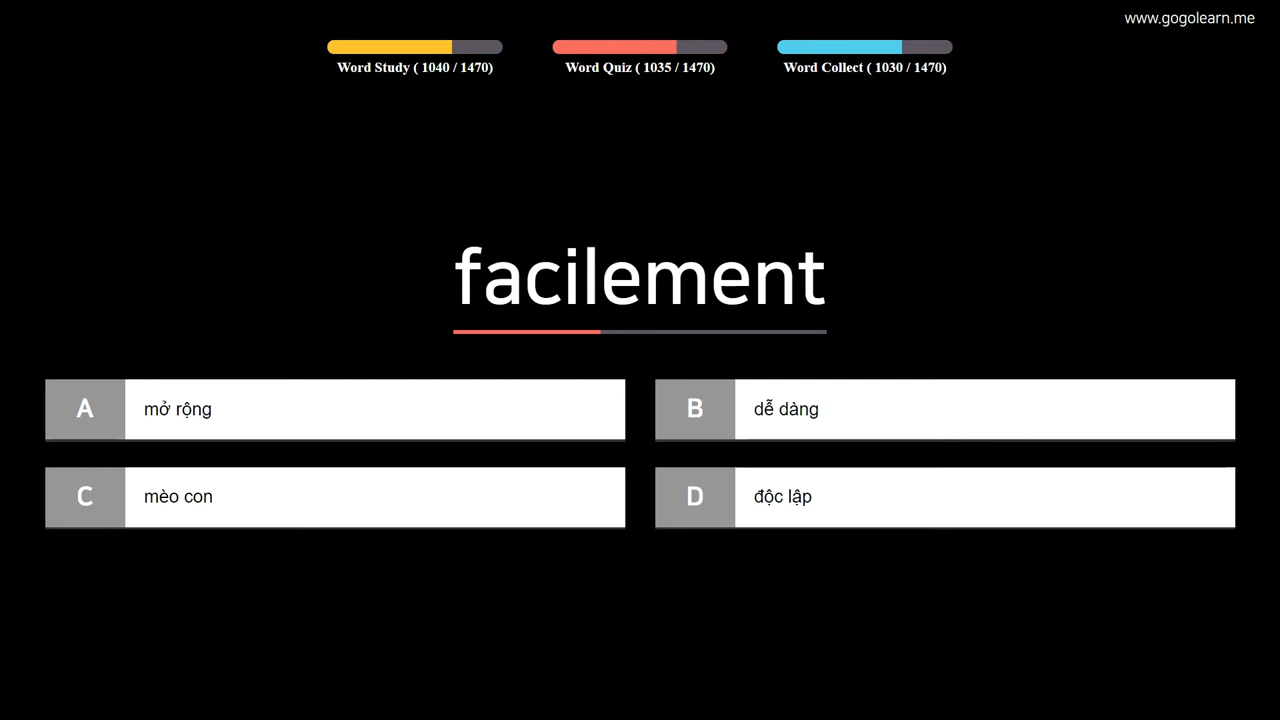 www.gogolearn.me
Word Study ( 1040 / 1470)
Word Quiz ( 1035 / 1470)
Word Collect ( 1030 / 1470)
facilement
A mở rộng
B dễ dàng
C mèo con
D độc lập